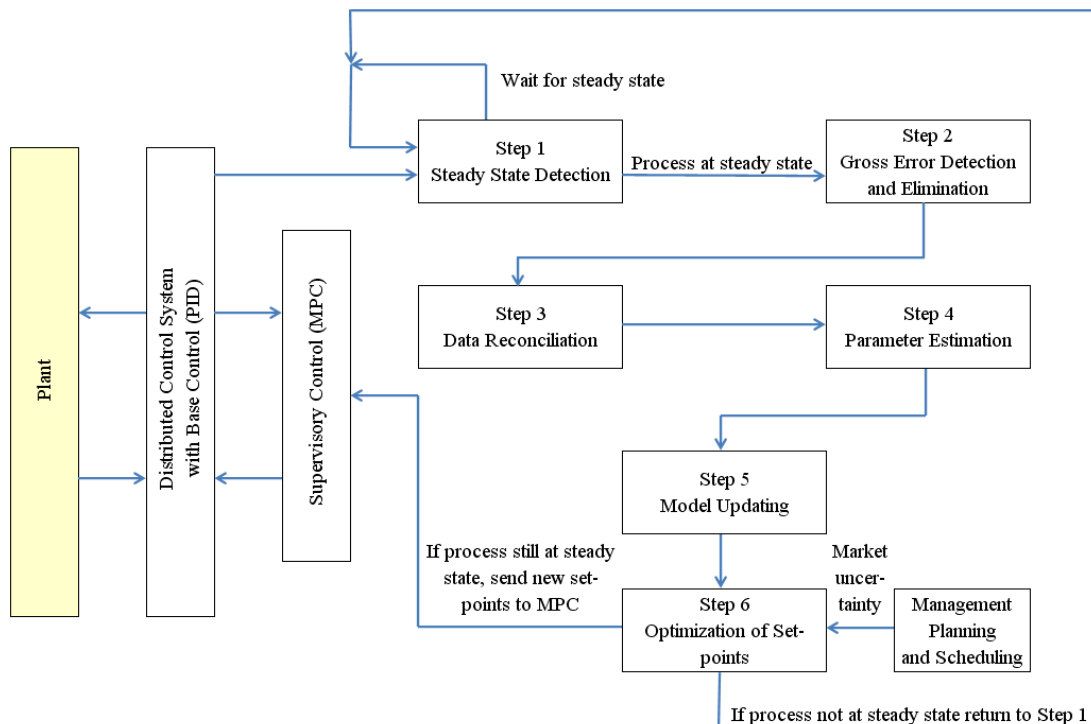 Wait for steady state
Step 1
Steady State Detection
Process at steady state
Step 2
Gross Error Detection
and Elimination
Plant
Distributed Control System
with Base Control (PID)
Supervisory Control (MPC)
Step 3
Data Reconciliation
Step 4
Parameter Estimation
Step 5
Model Updating
If process still at steady
state, send new set-
points to MPC
Market
uncer-
tainty
Step 6
Optimization of Set-
points
Management
Planning
and Scheduling
If process not at steady state return to Step 1